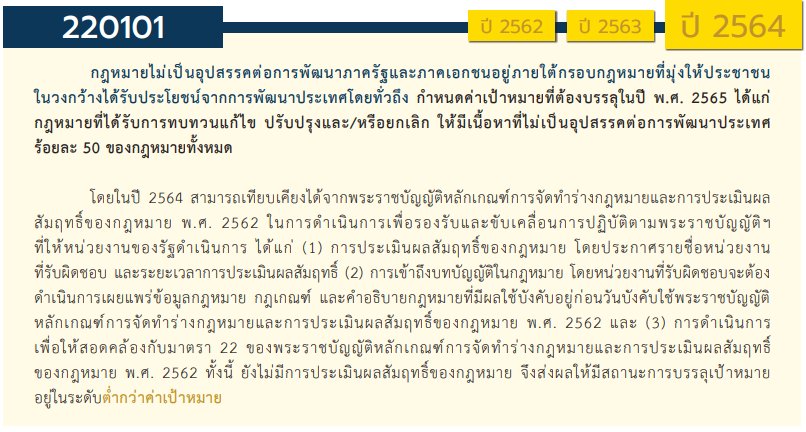 220101
ปี 2562
ปี 2563
ปี 2564
กฎหมายไม่เป็นอุปสรรคต่อการพัฒนาภาครัฐและภาคเอกชนอยู่ภายใต้กรอบกฎหมายที่มุ่งให้ประชาชน
ในวงกว้างได้รับประโยชน์จากการพัฒนาประเทศโดยทั่วถึง กำหนดค่าเป้าหมายที่ต้องบรรลุในปี พ.ศ. 2565 ได้แก่
กฎหมายที่ได้รับการทบทวนแก้ไข ปรับปรุงและ/หรือยกเลิก ให้มีเนื้อหาที่ไม่เป็นอุปสรรคต่อการพัฒนาประเทศ
ร้อยละ 50 ของกฎหมายทั้งหมด
โดยในปี 2564 สามารถเทียบเคียงได้จากพระราชบัญญัติหลักเกณฑ์การจัดทำร่างกฎหมายและการประเมินผล
สัมฤทธิ์ของกฎหมาย พ.ศ. 2562 ในการดำเนินการเพื่อรองรับและขับเคลื่อนการปฏิบัติตามพระราชบัญญัติฯ
ที่ให้หน่วยงานของรัฐดำเนินการ ได้แก่ (1) การประเมินผลสัมฤทธิ์ของกฎหมาย โดยประกาศรายชื่อหน่วยงาน
ที่รับผิดชอบ และระยะเวลาการประเมินผลสัมฤทธิ์ (2) การเข้าถึงบทบัญญัติในกฎหมาย โดยหน่วยงานที่รับผิดชอบจะต้อง
ดำเนินการเผยแพร่ข้อมูลกฎหมาย กฎเกณฑ์ และคำอธิบายกฎหมายที่มีผลใช้บังคับอยู่ก่อนวันบังคับใช้พระราชบัญญัติ
หลักเกณฑ์การจัดทำร่างกฎหมายและการประเมินผลสัมฤทธิ์ของกฎหมาย พ.ศ. 2562 และ (3) การดำเนินการ
เพื่อให้สอดคล้องกับมาตรา 22 ของพระราชบัญญัติหลักเกณฑ์การจัดทำร่างกฎหมายและการประเมินผลสัมฤทธิ์
ของกฎหมาย พ.ศ. 2562 ทั้งนี้ ยังไม่มีการประเมินผลสัมฤทธิ์ของกฎหมาย จึงส่งผลให้มีสถานะการบรรลุเป้าหมาย
อยู่ในระดับต่ำกว่าค่าเป้าหมาย